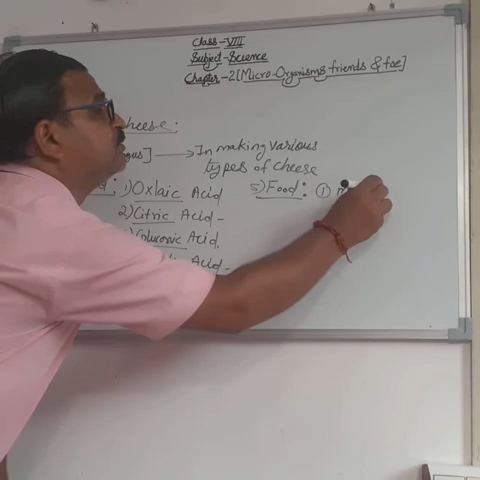 Class - VIII
Subject - Science
Chapter - 2[Micro-Organisms friends & foe]
heese:
gus] → In making various
types of cheese
: 1) Oxlaic Acid
5) Food: - ①
2) Citric Acid -
Gluconic Acid.
Acid -